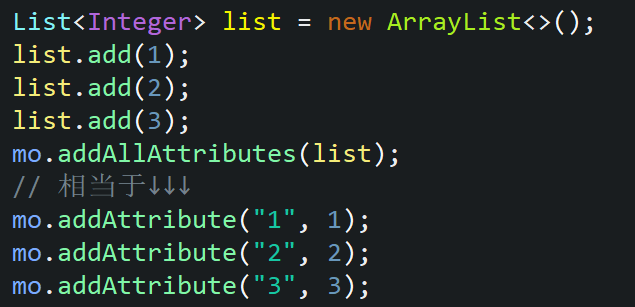 List<Integer> list = new ArrayList<>();
list.add(1);
list.add(2);
list.add(3);
mo.addAllAttributes(list);
// 相当于↓↓↓
mo.addAttribute("1", 1);
mo.addAttribute("2", 2);
mo.addAttribute("3", 3);